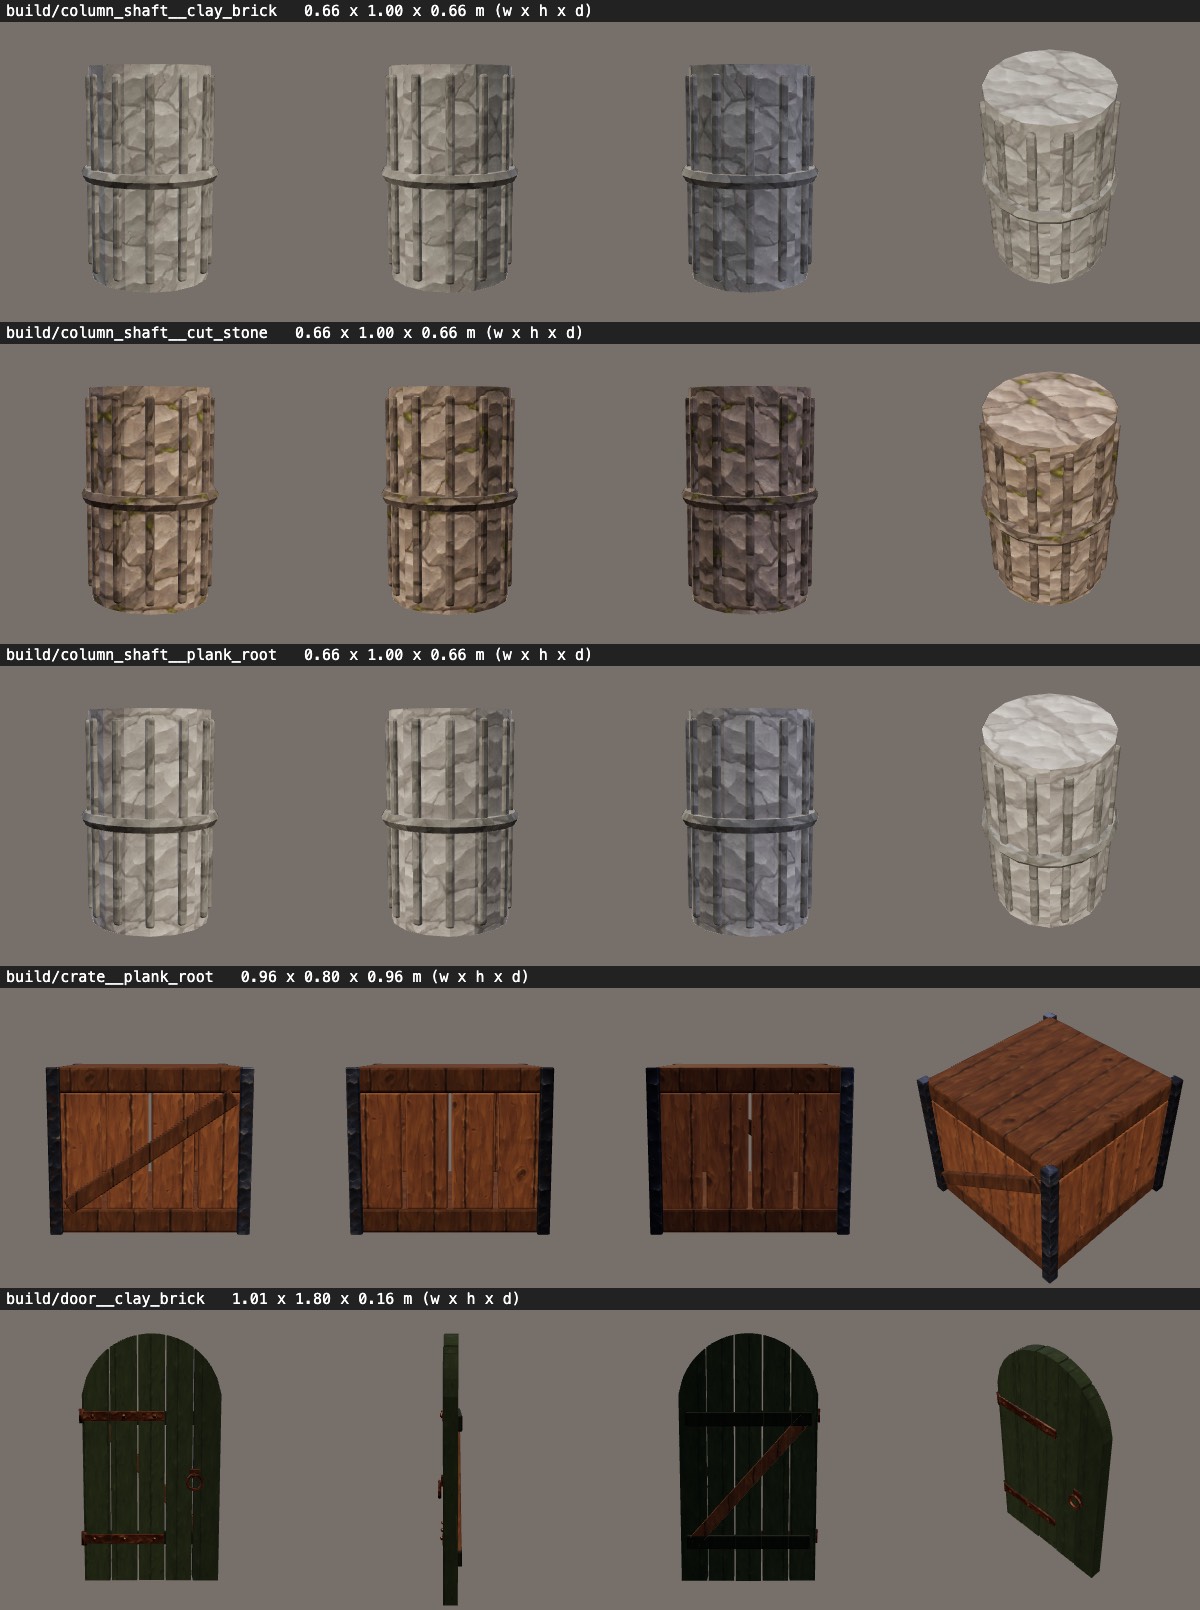 build/column_shaft__clay_brick 0.66 x 1.00 x 0.66 m (w x h x d)
build/column_shaft__cut_stone 0.66 x 1.00 x 0.66 m (w x h x d)
build/column_shaft__plank_root 0.66 x 1.00 x 0.66 m (w x h x d)
build/crate__plank_root 0.96 x 0.80 x 0.96 m (w x h x d)
build/door__clay_brick 1.01 x 1.80 x 0.16 m (w x h x d)